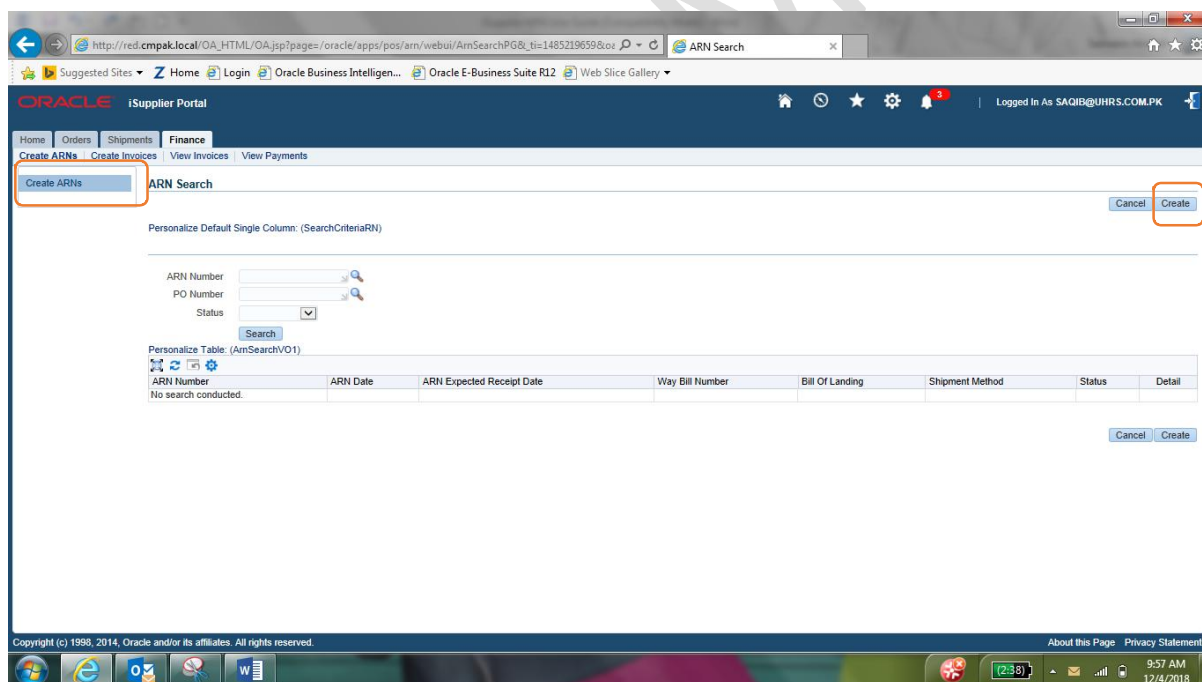 http://red.cmpak.local/OA_HTML/OA.jsp?page=/oracle/apps/pos/arn/webui/ArnSearchPG&_ti=1485219659&oa
ARN Search
Suggested Sites
Home
Login
Oracle Business Intelligen...
Oracle E-Business Suite R12
Web Slice Gallery
ORACLE iSupplier Portal
3
Logged In As SAQIB@UHRS.COM.PK
Home Orders Shipments Finance
Create ARNs | Create Invoices | View Invoices | View Payments
Create ARNs
ARN Search
Cancel Create
Personalize Default Single Column: (SearchCriteriaRN)
ARN Number
PO Number
Status
Search
Personalize Table: (ArnSearchVO1)
ARN Number ARN Date ARN Expected Receipt Date Way Bill Number Bill Of Landing Shipment Method Status Detail
No search conducted.
Cancel Create
Copyright (c) 1998, 2014, Oracle and/or its affiliates. All rights reserved.
About this Page Privacy Statement
(2:38)
9:57 AM
12/4/2018